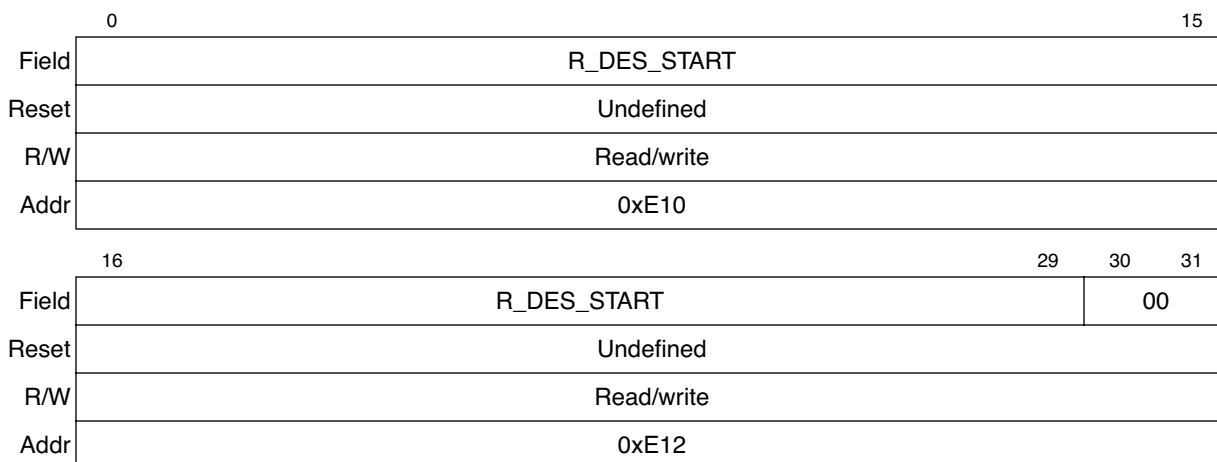 0 15
Field R_DES_START
Reset Undefined
R/W Read/write
Addr 0xE10
16 29 30 31
Field R_DES_START 00
Reset Undefined
R/W Read/write
Addr 0xE12